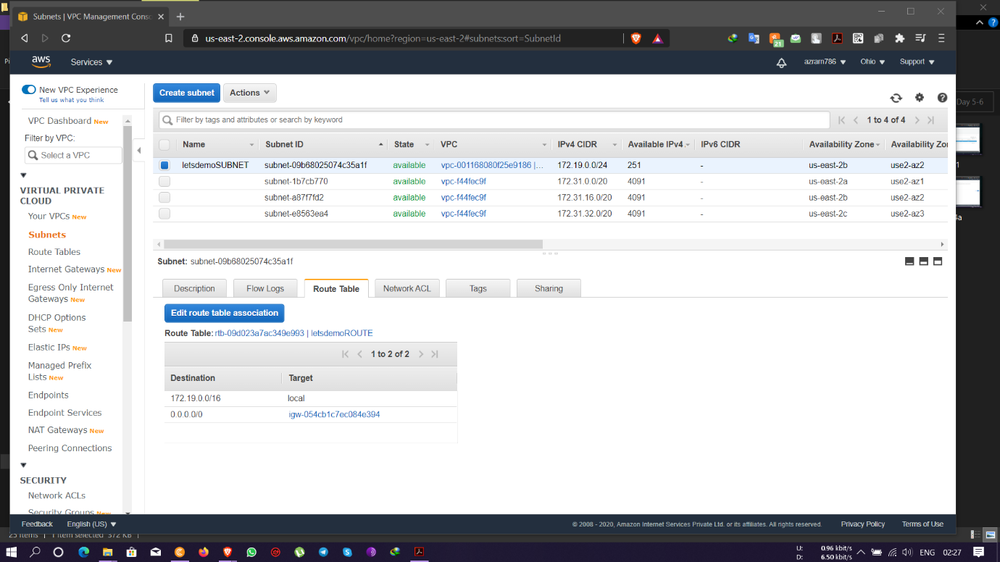 Subnets | VPC Management Conso
us-east-2.console.aws.amazon.com/vpc/home?region=us-east-2#subnets:sort=SubnetId
21
aws
Services
azram786
Ohio
Support
New VPC Experience
Tell us what you think
VPC Dashboard New
Filter by VPC:
Select a VPC
VIRTUAL PRIVATE
CLOUD
Your VPCs New
Subnets
Route Tables
Internet Gateways New
Egress Only Internet
Gateways New
DHCP Options
Sets New
Elastic IPs New
Managed Prefix
Lists New
Endpoints
Endpoint Services
NAT Gateways New
Peering Connections
SECURITY
Network ACLs
Security Groups New
Create subnet
Actions
Filter by tags and attributes or search by keyword
1 to 4 of 4
Name Subnet ID State VPC IPv4 CIDR Available IPv4 IPv6 CIDR Availability Zone Availability Zon
letsdemoSUBNET subnet-09b68025074c35a1f available vpc-001168080f25e9186 |... 172.19.0.0/24 251 - us-east-2b use2-az2
subnet-1b7cb770 available vpc-f44fec9f 172.31.0.0/20 4091 - us-east-2a use2-az1
subnet-a87f7fd2 available vpc-f44fec9f 172.31.16.0/20 4091 - us-east-2b use2-az2
subnet-e8563ea4 available vpc-f44fec9f 172.31.32.0/20 4091 - us-east-2c use2-az3
Subnet: subnet-09b68025074c35a1f
Description Flow Logs Route Table Network ACL Tags Sharing
Edit route table association
Route Table: rtb-09d023a7ac349e993 | letsdemoROUTE
1 to 2 of 2
Destination Target
172.19.0.0/16 local
0.0.0.0/0 igw-054cb1c7ec084e394
Feedback
English (US)
© 2008 - 2020, Amazon Internet Services Private Ltd. or its affiliates. All rights reserved.
Privacy Policy
Terms of Use
Day 5-6
25 items 1 item selected 372 KB
U: 0.96 kbit/s
D: 6.50 kbit/s
ENG
02:27